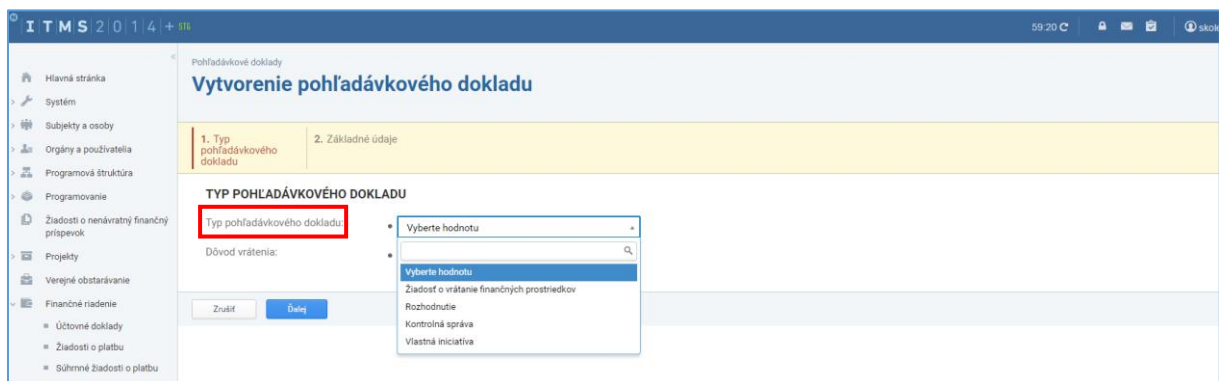 ITMS2014+ STG
59:20
skole
Pohľadávkové doklady
Vytvorenie pohľadávkového dokladu
Hlavná stránka
Systém
Subjekty a osoby
Orgány a používatelia
Programová štruktúra
Programovanie
Žiadosti o nenávratný finančný
príspevok
Projekty
Verejné obstarávanie
Finančné riadenie
Účtovné doklady
Žiadosti o platbu
Súhrnné žiadosti o platbu
1. Typ
pohľadávkového
dokladu
2. Základné údaje
TYP POHĽADÁVKOVÉHO DOKLADU
Typ pohľadávkového dokladu:
Vyberte hodnotu
Dôvod vrátenia:
Vyberte hodnotu
Žiadosť o vrátanie finančných prostriedkov
Rozhodnutie
Kontrolná správa
Vlastná iniciatíva
Zrušiť
Ďalej